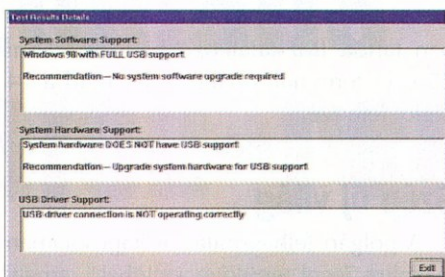 Test Results Details
System Software Support:
Windows 98 with FULL USB support
Recommendation-- No system software upgrade required
System Hardware Support:
System hardware DOES NOT have USB support
Recommendation-- Upgrade system hardware for USB support
USB Driver Support:
USB driver connection is NOT operating correctly
Exit